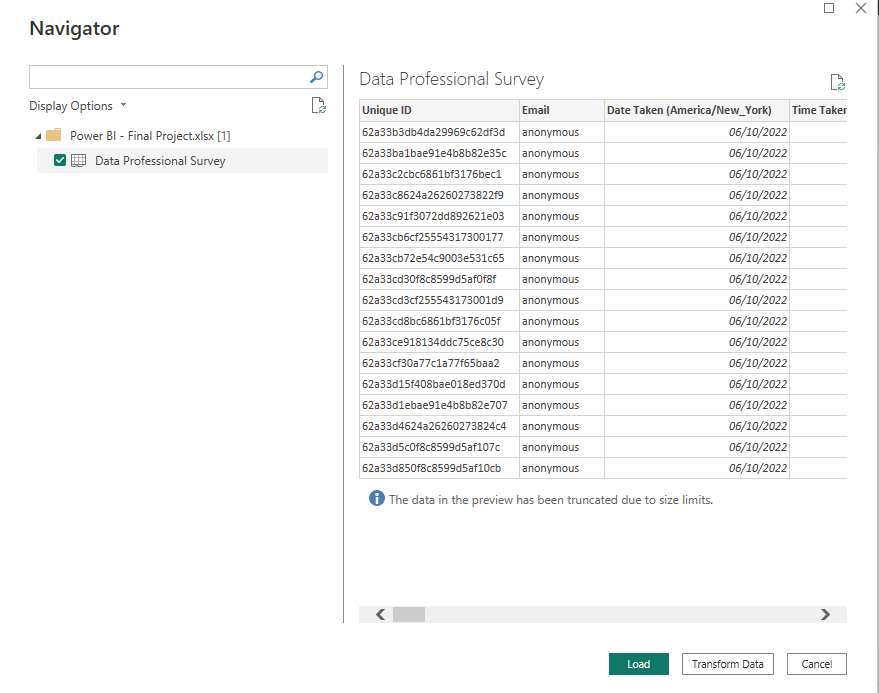 Navigator
Display Options
Power BI - Final Project.xlsx [1]
Data Professional Survey
Data Professional Survey
Unique ID Email Date Taken (America/New_York) Time Taken
62a33b3db4da29969c62df3d anonymous 06/10/2022
62a33ba1bae91e4b8b82e35c anonymous 06/10/2022
62a33c2cbc6861bf3176bec1 anonymous 06/10/2022
62a33c8624a26260273822f9 anonymous 06/10/2022
62a33c91f3072dd892621e03 anonymous 06/10/2022
62a33cb6cf25554317300177 anonymous 06/10/2022
62a33cb72e54c9003e531c65 anonymous 06/10/2022
62a33cd30f8c8599d5af0f8f anonymous 06/10/2022
62a33cd3cf255543173001d9 anonymous 06/10/2022
62a33cd8bc6861bf3176c05f anonymous 06/10/2022
62a33ce918134ddc75ce8c30 anonymous 06/10/2022
62a33cf30a77c1a77f65baa2 anonymous 06/10/2022
62a33d15f408bae018ed370d anonymous 06/10/2022
62a33d1ebae91e4b8b82e707 anonymous 06/10/2022
62a33d4624a26260273824c4 anonymous 06/10/2022
62a33d5c0f8c8599d5af107c anonymous 06/10/2022
62a33d850f8c8599d5af10cb anonymous 06/10/2022
The data in the preview has been truncated due to size limits.
Load Transform Data Cancel